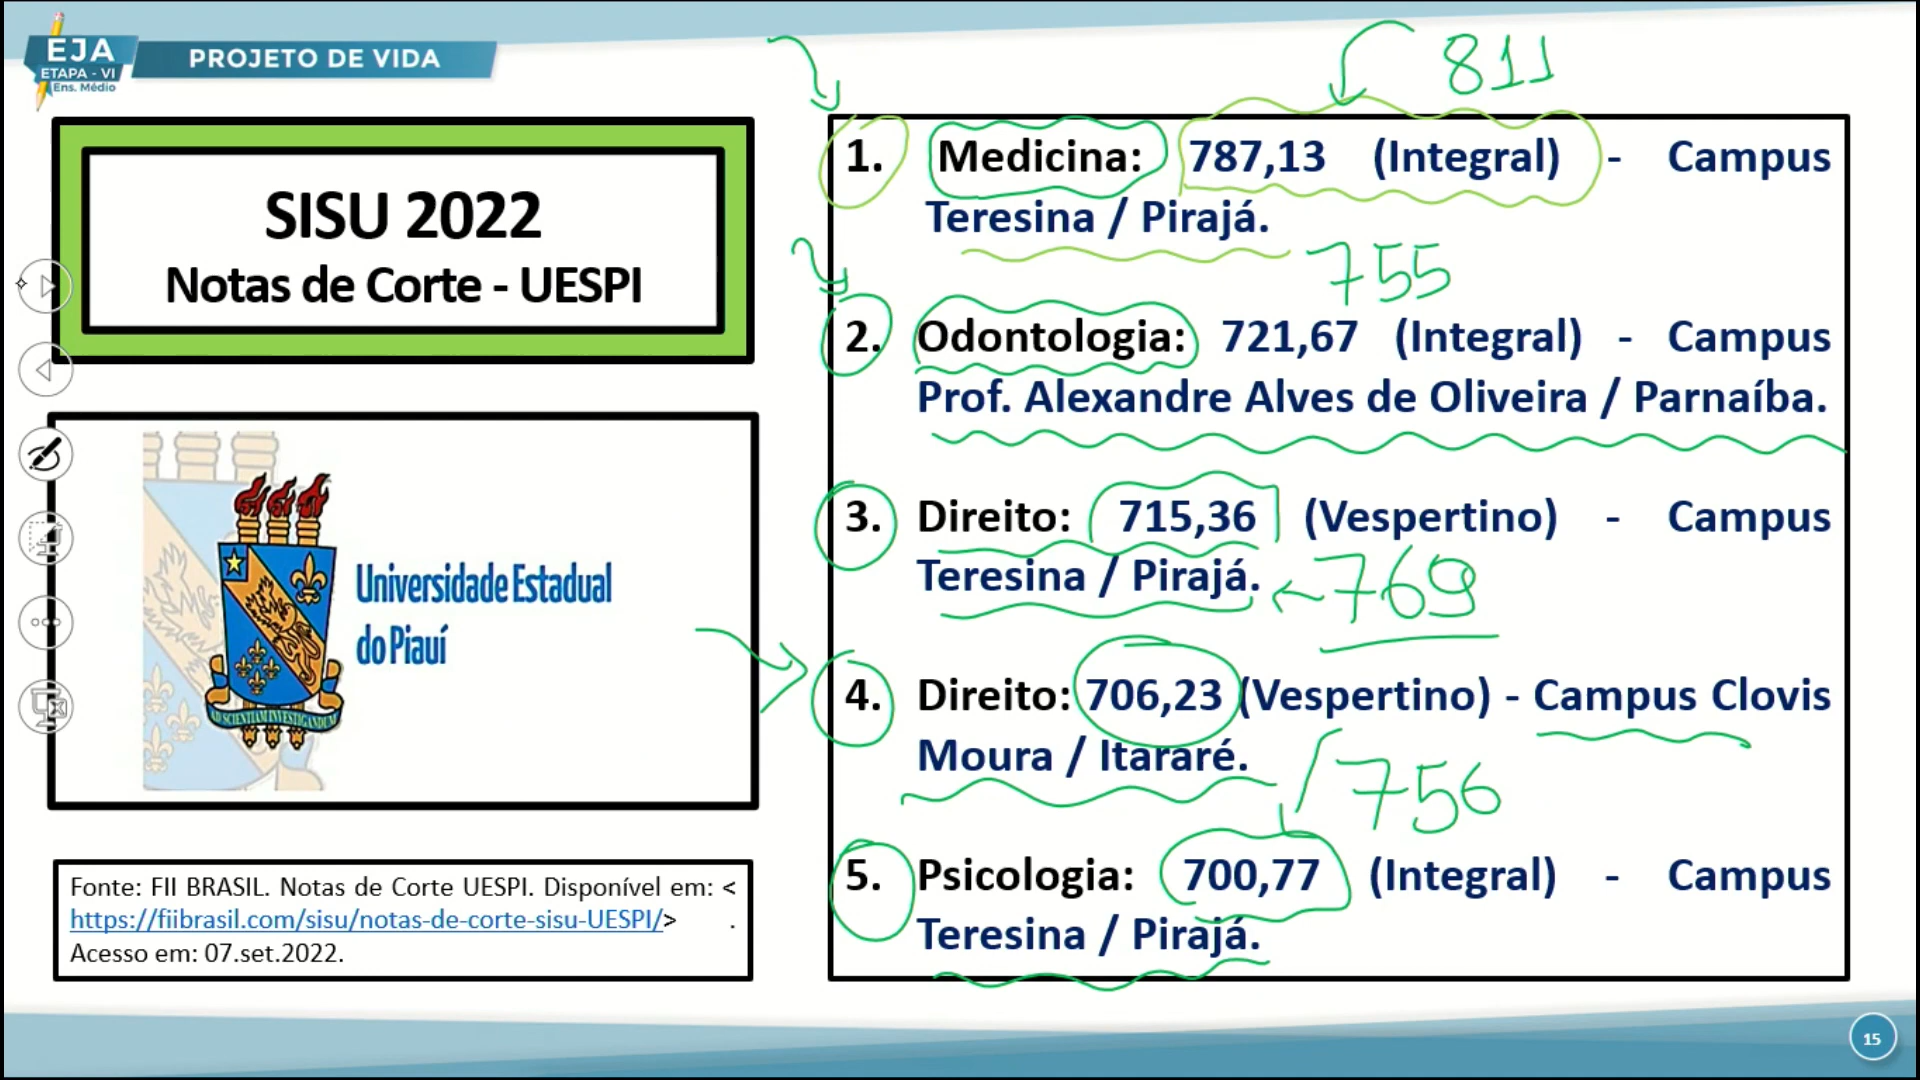 EJA
ETAPA - VI
Ens. Médio
PROJETO DE VIDA
SISU 2022
Notas de Corte - UESPI
Universidade Estadual
do Piauí
AD SCIENTIAM INVESTIGANDUM
Fonte: FII BRASIL. Notas de Corte UESPI. Disponível em: <
https://fiibrasil.com/sisu/notas-de-corte-sisu-UESPI/> .
Acesso em: 07.set.2022.
811
1. Medicina: 787,13 (Integral) - Campus
Teresina / Pirajá.
755
2. Odontologia: 721,67 (Integral) - Campus
Prof. Alexandre Alves de Oliveira / Parnaíba.
3. Direito: 715,36 (Vespertino) - Campus
Teresina / Pirajá. 769
4. Direito: 706,23 (Vespertino) - Campus Clovis
Moura / Itararé.
756
5. Psicologia: 700,77 (Integral) - Campus
Teresina / Pirajá.
15